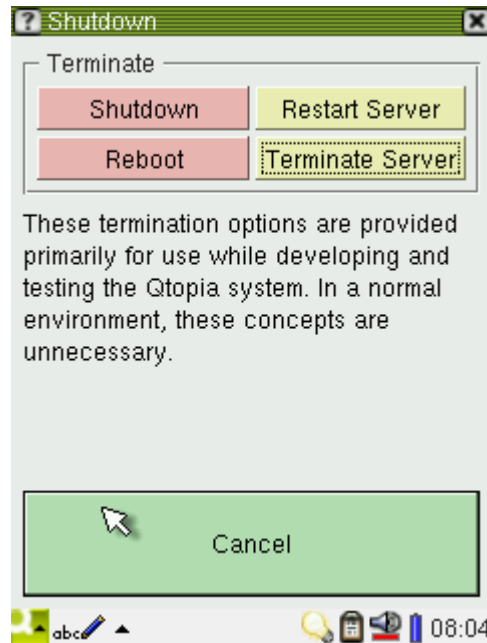 ? Shutdown
Terminate
Shutdown Restart Server
Reboot Terminate Server
These termination options are provided
primarily for use while developing and
testing the Qtopia system. In a normal
environment, these concepts are
unnecessary.
Cancel
abc 08:04